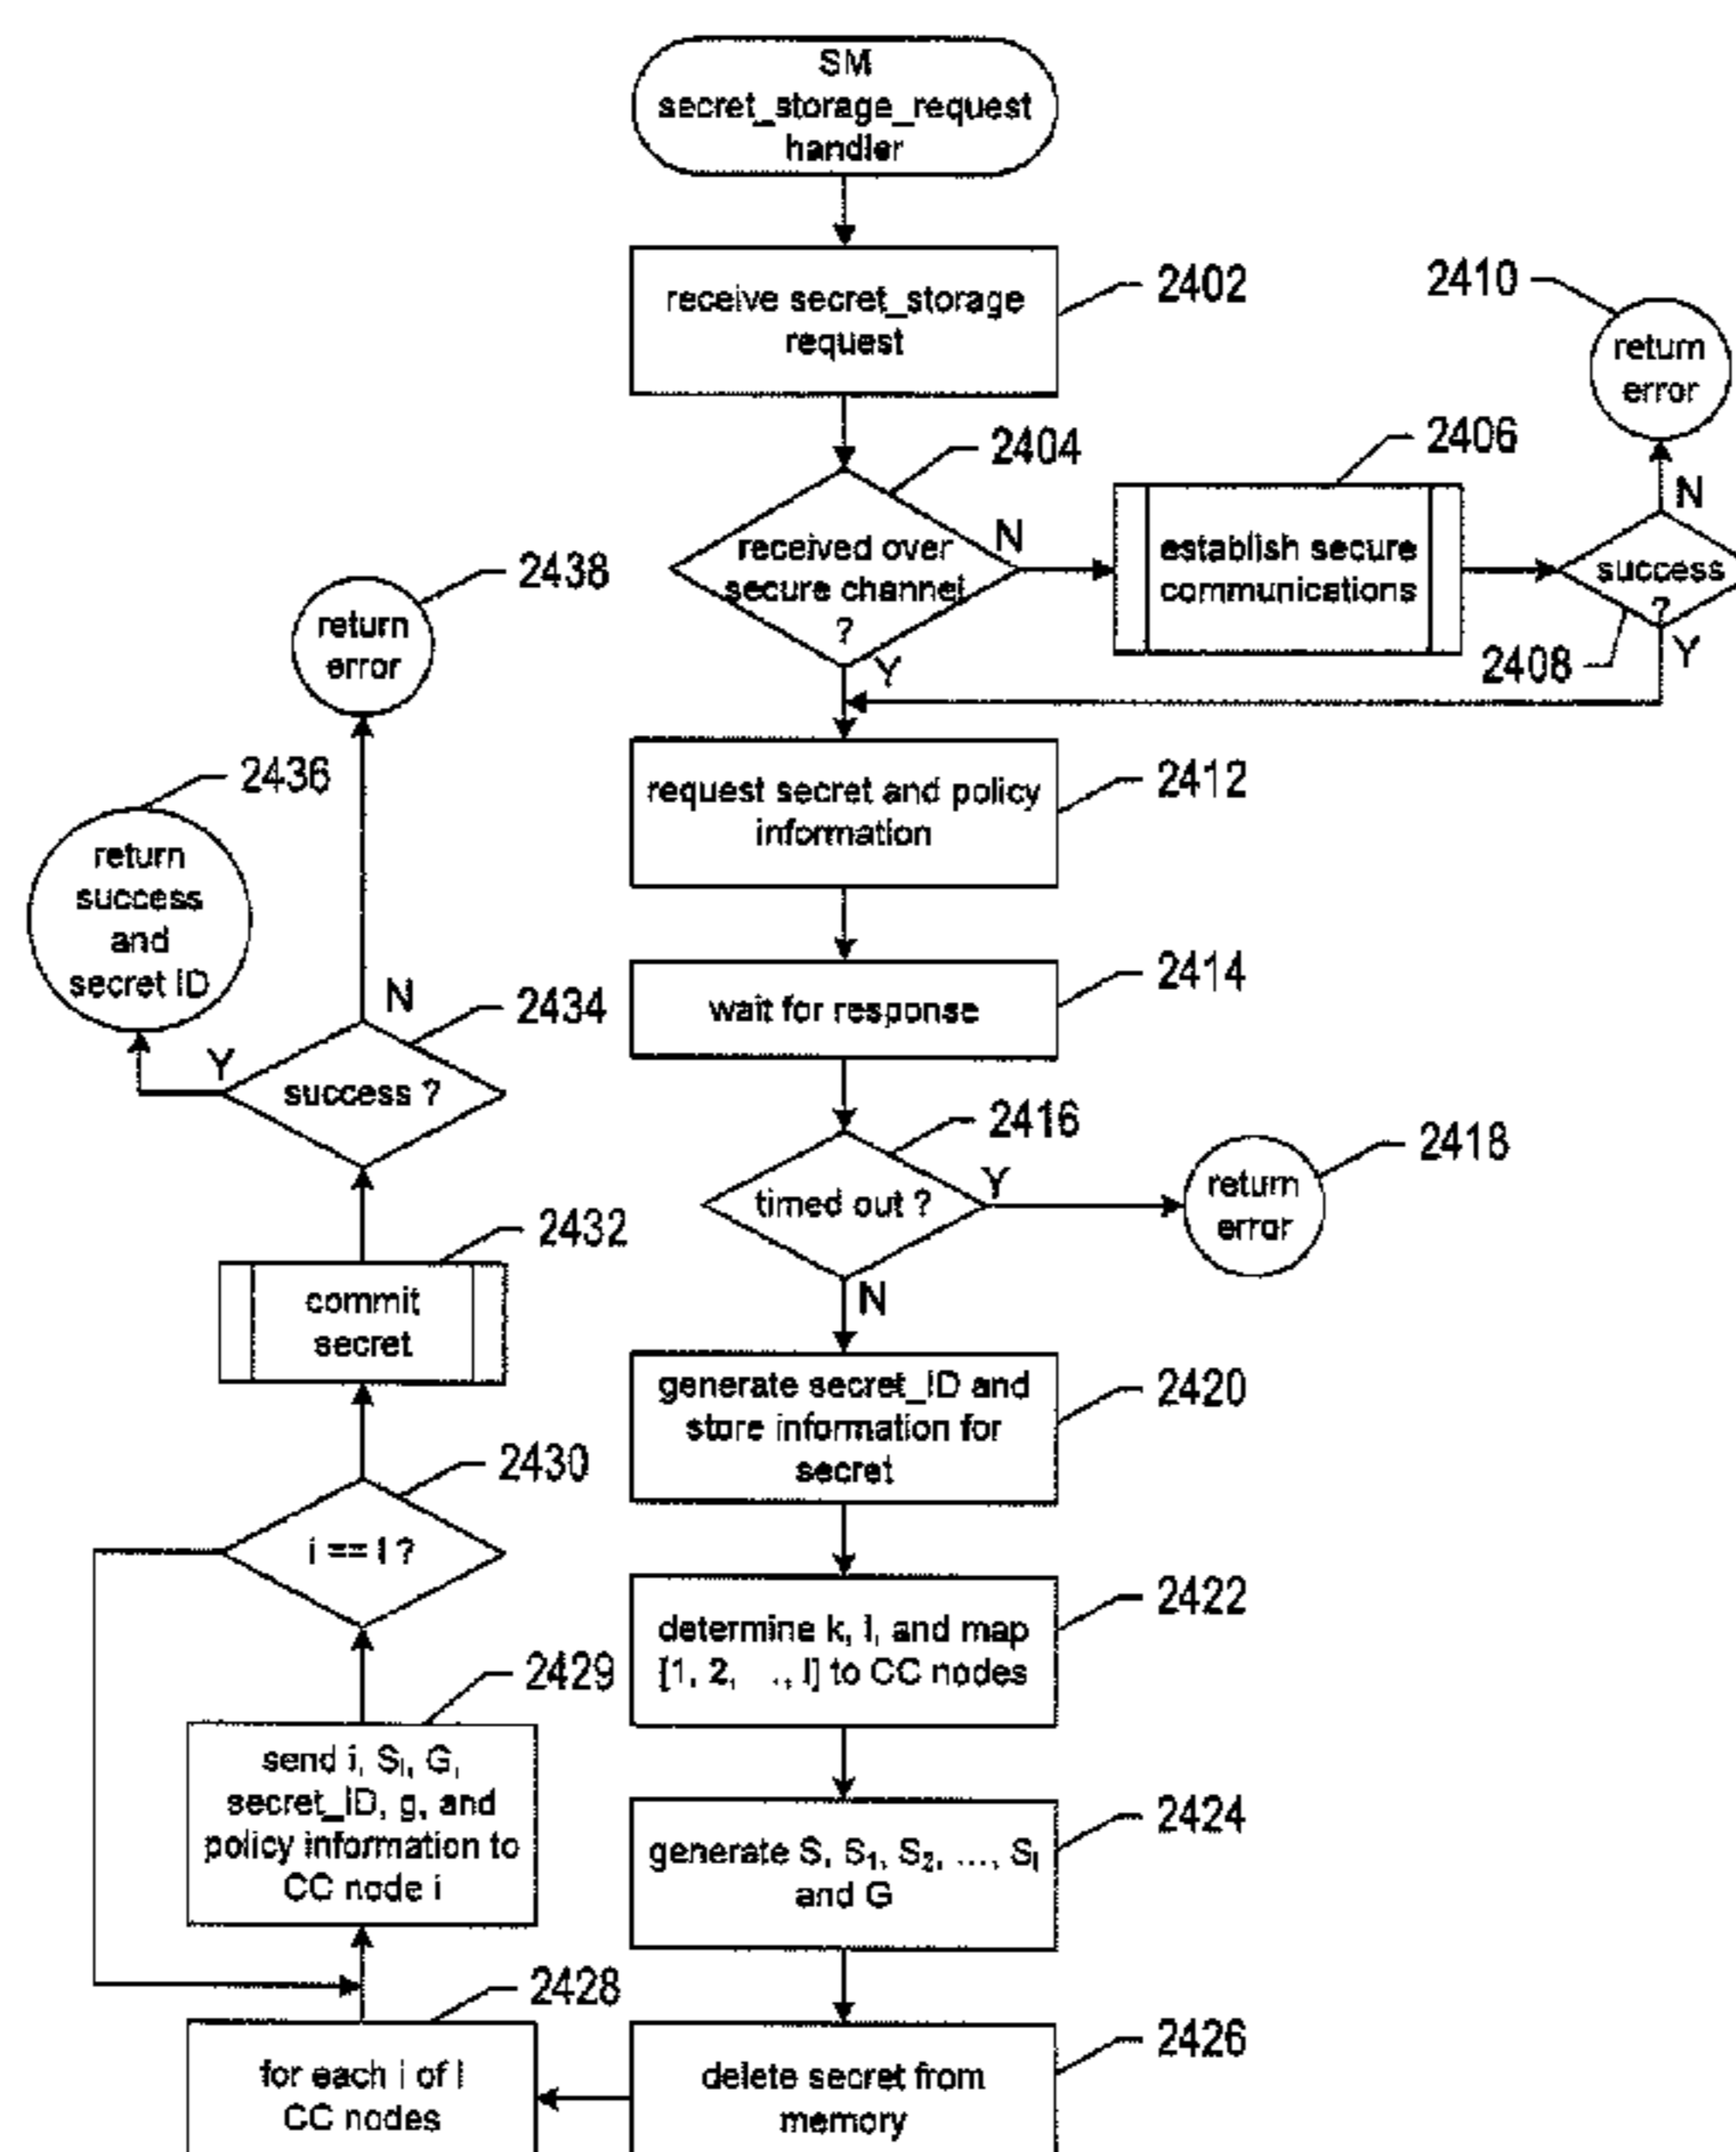 SM
secret_storage_request
handler
receive secret_storage
request
2402
2410
return
error
2404
received over
secure channel
?
N
Y
2406
establish secure
communications
N
success
?
2408
Y
2438
return
error
2412
request secret and policy
information
2436
return
success
and
secret ID
2414
wait for response
N
2434
Y
success ?
2416
timed out ?
Y
2418
return
error
N
2432
commit
secret
2420
generate secret_ID and
store information for
secret
2430
i == l ?
2422
determine k, l, and map
[1, 2, ..., l] to CC nodes
2429
send i, Si, G,
secret_ID, g, and
policy information to
CC node i
2424
generate S, S1, S2, ..., Sl
and G
2428
for each i of l
CC nodes
2426
delete secret from
memory